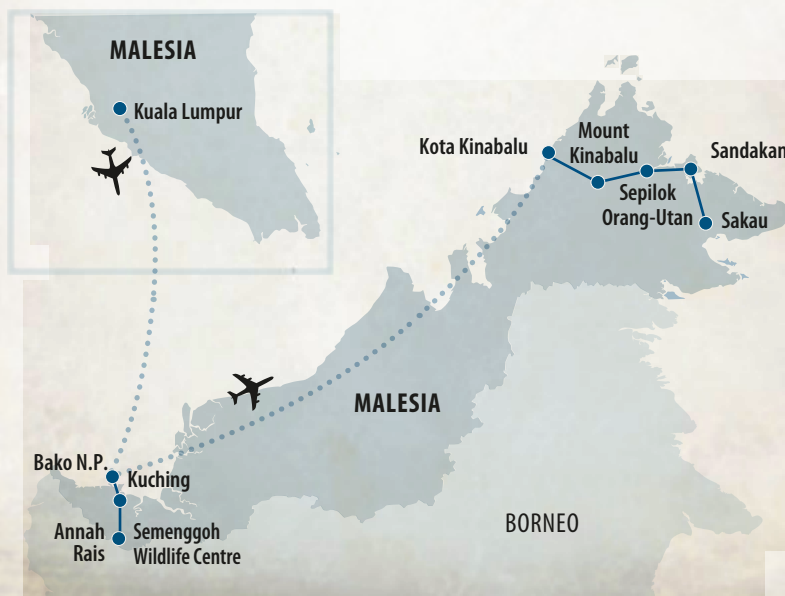 MALESIA
Kuala Lumpur
Kota Kinabalu
Mount
Kinabalu
Sandakan
Sepilok
Orang-Utan
Sakau
MALESIA
Bako N.P.
Kuching
Annah
Rais
Semenggoh
Wildlife Centre
BORNEO